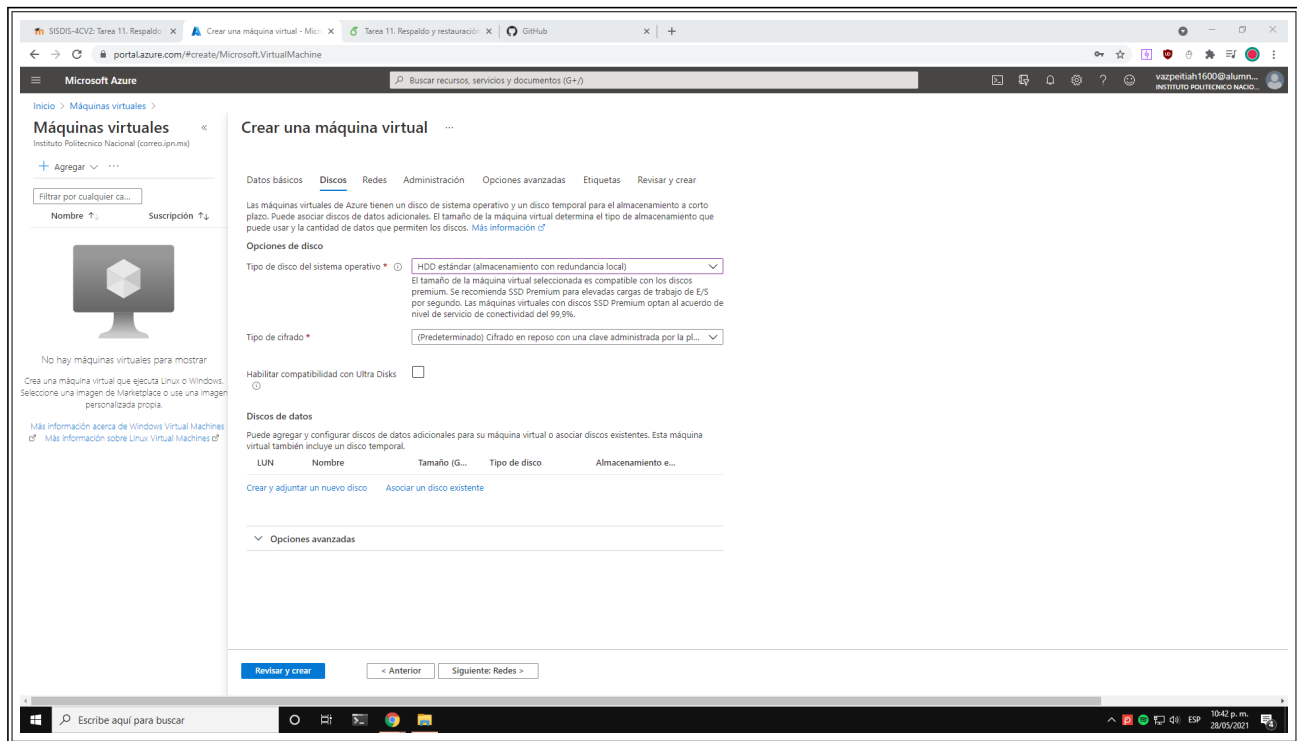 SISDIS-4CV2: Tarea 11. Respaldo
Crear una máquina virtual - Micr
Tarea 11. Respaldo y restauración
GitHub
portal.azure.com/#create/Microsoft.VirtualMachine
Microsoft Azure
Buscar recursos, servicios y documentos (G+/)
vazpeitiah1600@alumn...
INSTITUTO POLITECNICO NACIO...
Inicio > Máquinas virtuales >
Máquinas virtuales «
Instituto Politecnico Nacional (correo.ipn.mx)
+ Agregar ···
Filtrar por cualquier ca...
Nombre ↑↓ Suscripción ↑↓
No hay máquinas virtuales para mostrar
Crea una máquina virtual que ejecuta Linux o Windows.
Seleccione una imagen de Marketplace o use una imagen
personalizada propia.
Más información acerca de Windows Virtual Machines
Más información sobre Linux Virtual Machines
Crear una máquina virtual ···
Datos básicos Discos Redes Administración Opciones avanzadas Etiquetas Revisar y crear
Las máquinas virtuales de Azure tienen un disco de sistema operativo y un disco temporal para el almacenamiento a corto
plazo. Puede asociar discos de datos adicionales. El tamaño de la máquina virtual determina el tipo de almacenamiento que
puede usar y la cantidad de datos que permiten los discos. Más información
Opciones de disco
Tipo de disco del sistema operativo *
HDD estándar (almacenamiento con redundancia local)
El tamaño de la máquina virtual seleccionada es compatible con los discos
premium. Se recomienda SSD Premium para elevadas cargas de trabajo de E/S
por segundo. Las máquinas virtuales con discos SSD Premium optan al acuerdo de
nivel de servicio de conectividad del 99,9%.
Tipo de cifrado *
(Predeterminado) Cifrado en reposo con una clave administrada por la pl...
Habilitar compatibilidad con Ultra Disks
Discos de datos
Puede agregar y configurar discos de datos adicionales para su máquina virtual o asociar discos existentes. Esta máquina
virtual también incluye un disco temporal.
LUN Nombre Tamaño (G... Tipo de disco Almacenamiento e...
Crear y adjuntar un nuevo disco Asociar un disco existente
Opciones avanzadas
Revisar y crear < Anterior Siguiente: Redes >
Escribe aquí para buscar
ESP
10:42 p. m.
28/05/2021
4